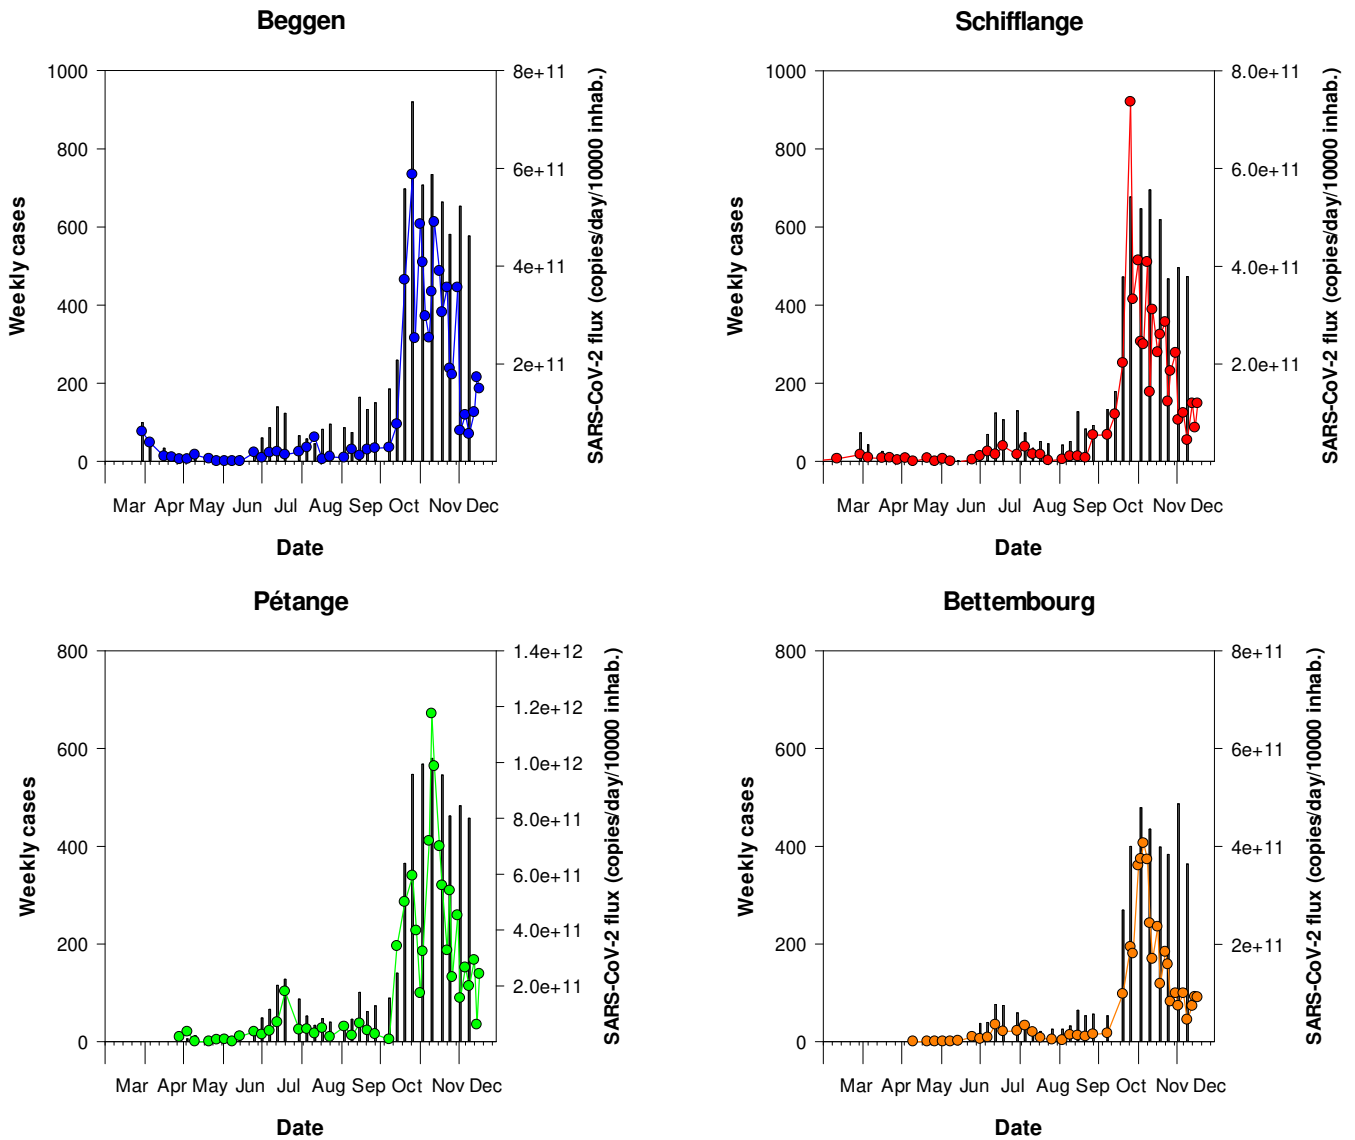 Beggen
Weekly cases
1000
800
600
400
200
0
8e+11
6e+11
4e+11
2e+11
SARS-CoV-2 flux (copies/day/10000 inhab.)
Mar Apr May Jun Jul Aug Sep Oct Nov Dec
Date
Schifflange
Weekly cases
1000
800
600
400
200
0
8.0e+11
6.0e+11
4.0e+11
2.0e+11
SARS-CoV-2 flux (copies/day/10000 inhab.)
Mar Apr May Jun Jul Aug Sep Oct Nov Dec
Date
Pétange
Weekly cases
800
600
400
200
0
1.4e+12
1.2e+12
1.0e+12
8.0e+11
6.0e+11
4.0e+11
2.0e+11
SARS-CoV-2 flux (copies/day/10000 inhab.)
Mar Apr May Jun Jul Aug Sep Oct Nov Dec
Date
Bettembourg
Weekly cases
800
600
400
200
0
8e+11
6e+11
4e+11
2e+11
SARS-CoV-2 flux (copies/day/10000 inhab.)
Mar Apr May Jun Jul Aug Sep Oct Nov Dec
Date